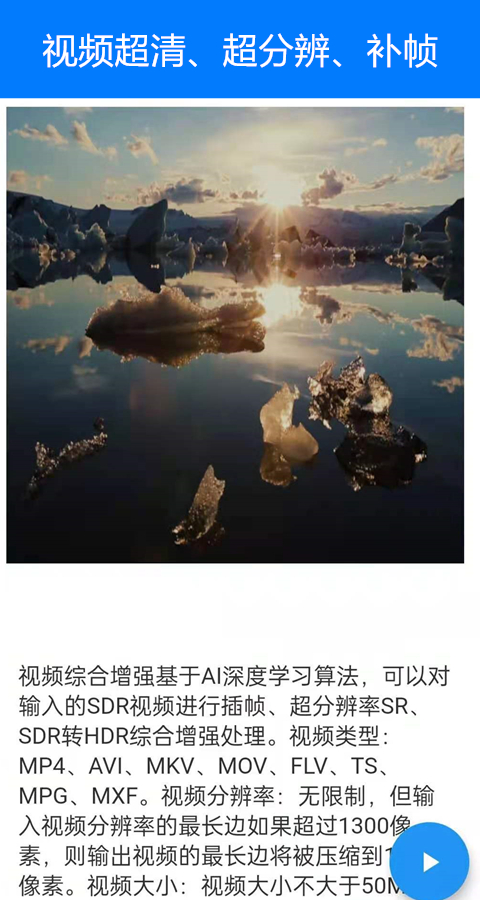 视频超清、超分辨、补帧
视频综合增强基于AI深度学习算法，可以对
输入的SDR视频进行插帧、超分辨率SR、
SDR转HDR综合增强处理。视频类型：
MP4、AVI、MKV、MOV、FLV、TS、
MPG、MXF。视频分辨率：无限制，但输
入视频分辨率的最长边如果超过1300像
素，则输出视频的最长边将被压缩到
像素。视频大小：视频大小不大于50M